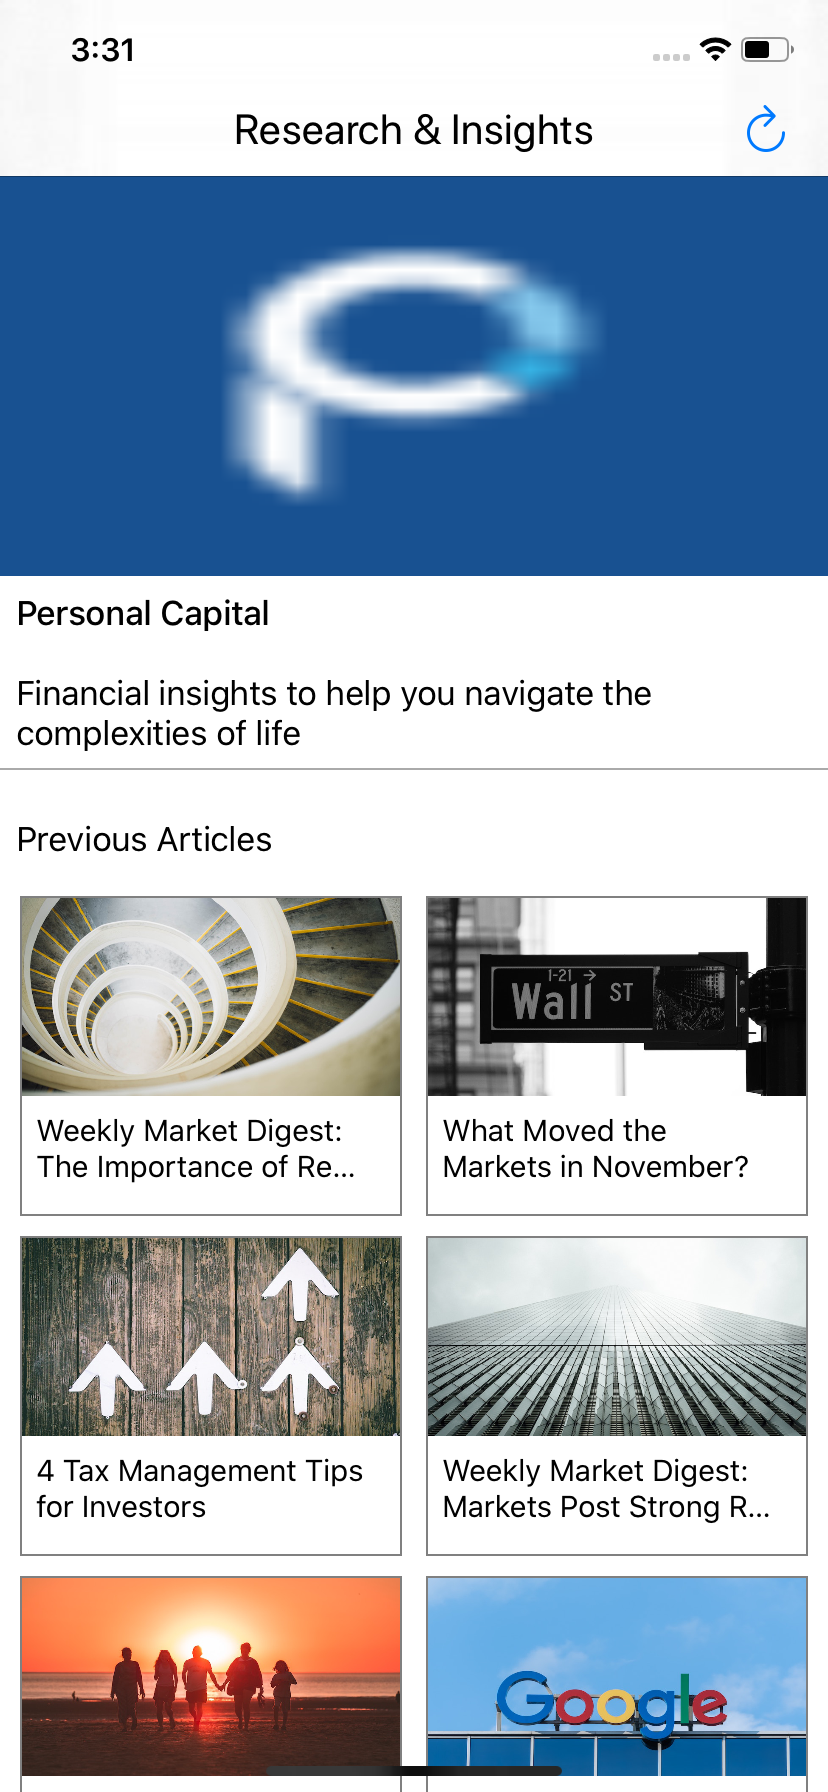 3:31
Research & Insights
Personal Capital
Financial insights to help you navigate the
complexities of life
Previous Articles
1-21 →
Wall ST
Weekly Market Digest:
The Importance of Re...
What Moved the
Markets in November?
4 Tax Management Tips
for Investors
Weekly Market Digest:
Markets Post Strong R...
Google